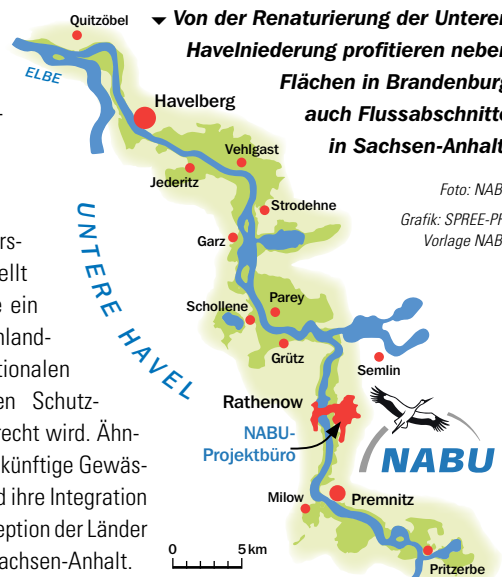 Quitzöbel
ELBE
Havelberg
Vehlgast
Jederitz
Strodehne
Garz
UNTERE HAVEL
Schollene
Parey
Grütz
Semlin
Rathenow
NABU-
Projektbüro
NABU
Milow
Premnitz
Pritzerbe
0 5 km
▾ Von der Renaturierung der Unteren
Havelniederung profitieren neben
Flächen in Brandenburg
auch Flussabschnitte
in Sachsen-Anhalt
Foto: NAB
Grafik: SPREE-PR
Vorlage NAB
ellt
ein
nland-
tionalen
en Schutz-
recht wird. Ähn-
künftige Gewäs-
d ihre Integration
eption der Länder
achsen-Anhalt.